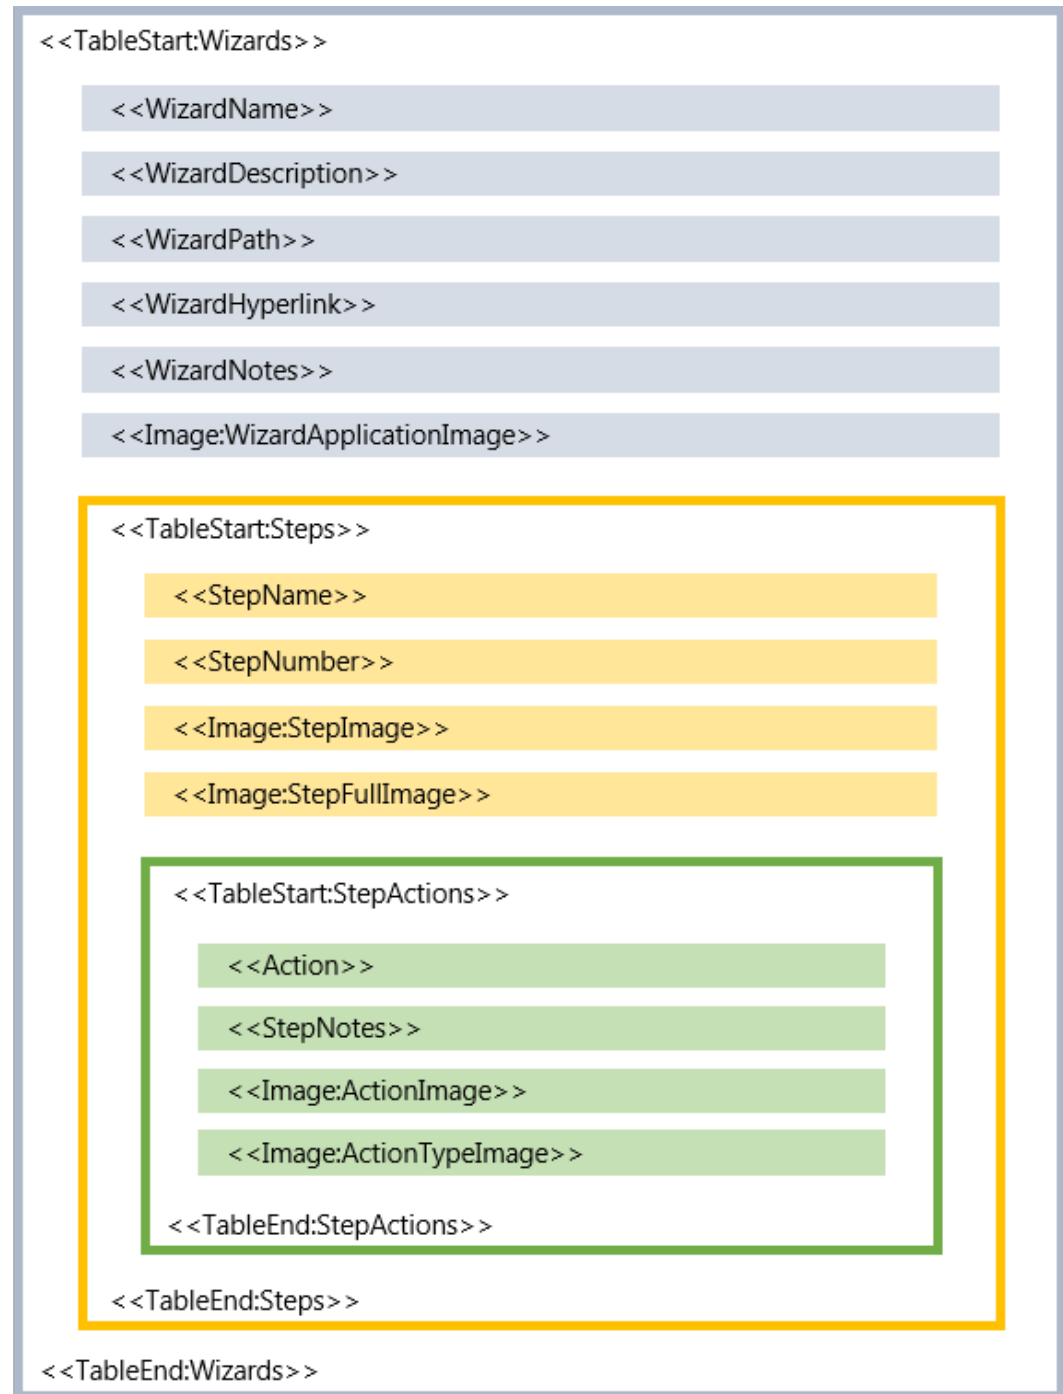 <<TableStart:Wizards>>
<<WizardName>>
<<WizardDescription>>
<<WizardPath>>
<<WizardHyperlink>>
<<WizardNotes>>
<<Image:WizardApplicationImage>>
<<TableStart:Steps>>
<<StepName>>
<<StepNumber>>
<<Image:StepImage>>
<<Image:StepFullImage>>
<<TableStart:StepActions>>
<<Action>>
<<StepNotes>>
<<Image:ActionImage>>
<<Image:ActionTypeImage>>
<<TableEnd:StepActions>>
<<TableEnd:Steps>>
<<TableEnd:Wizards>>